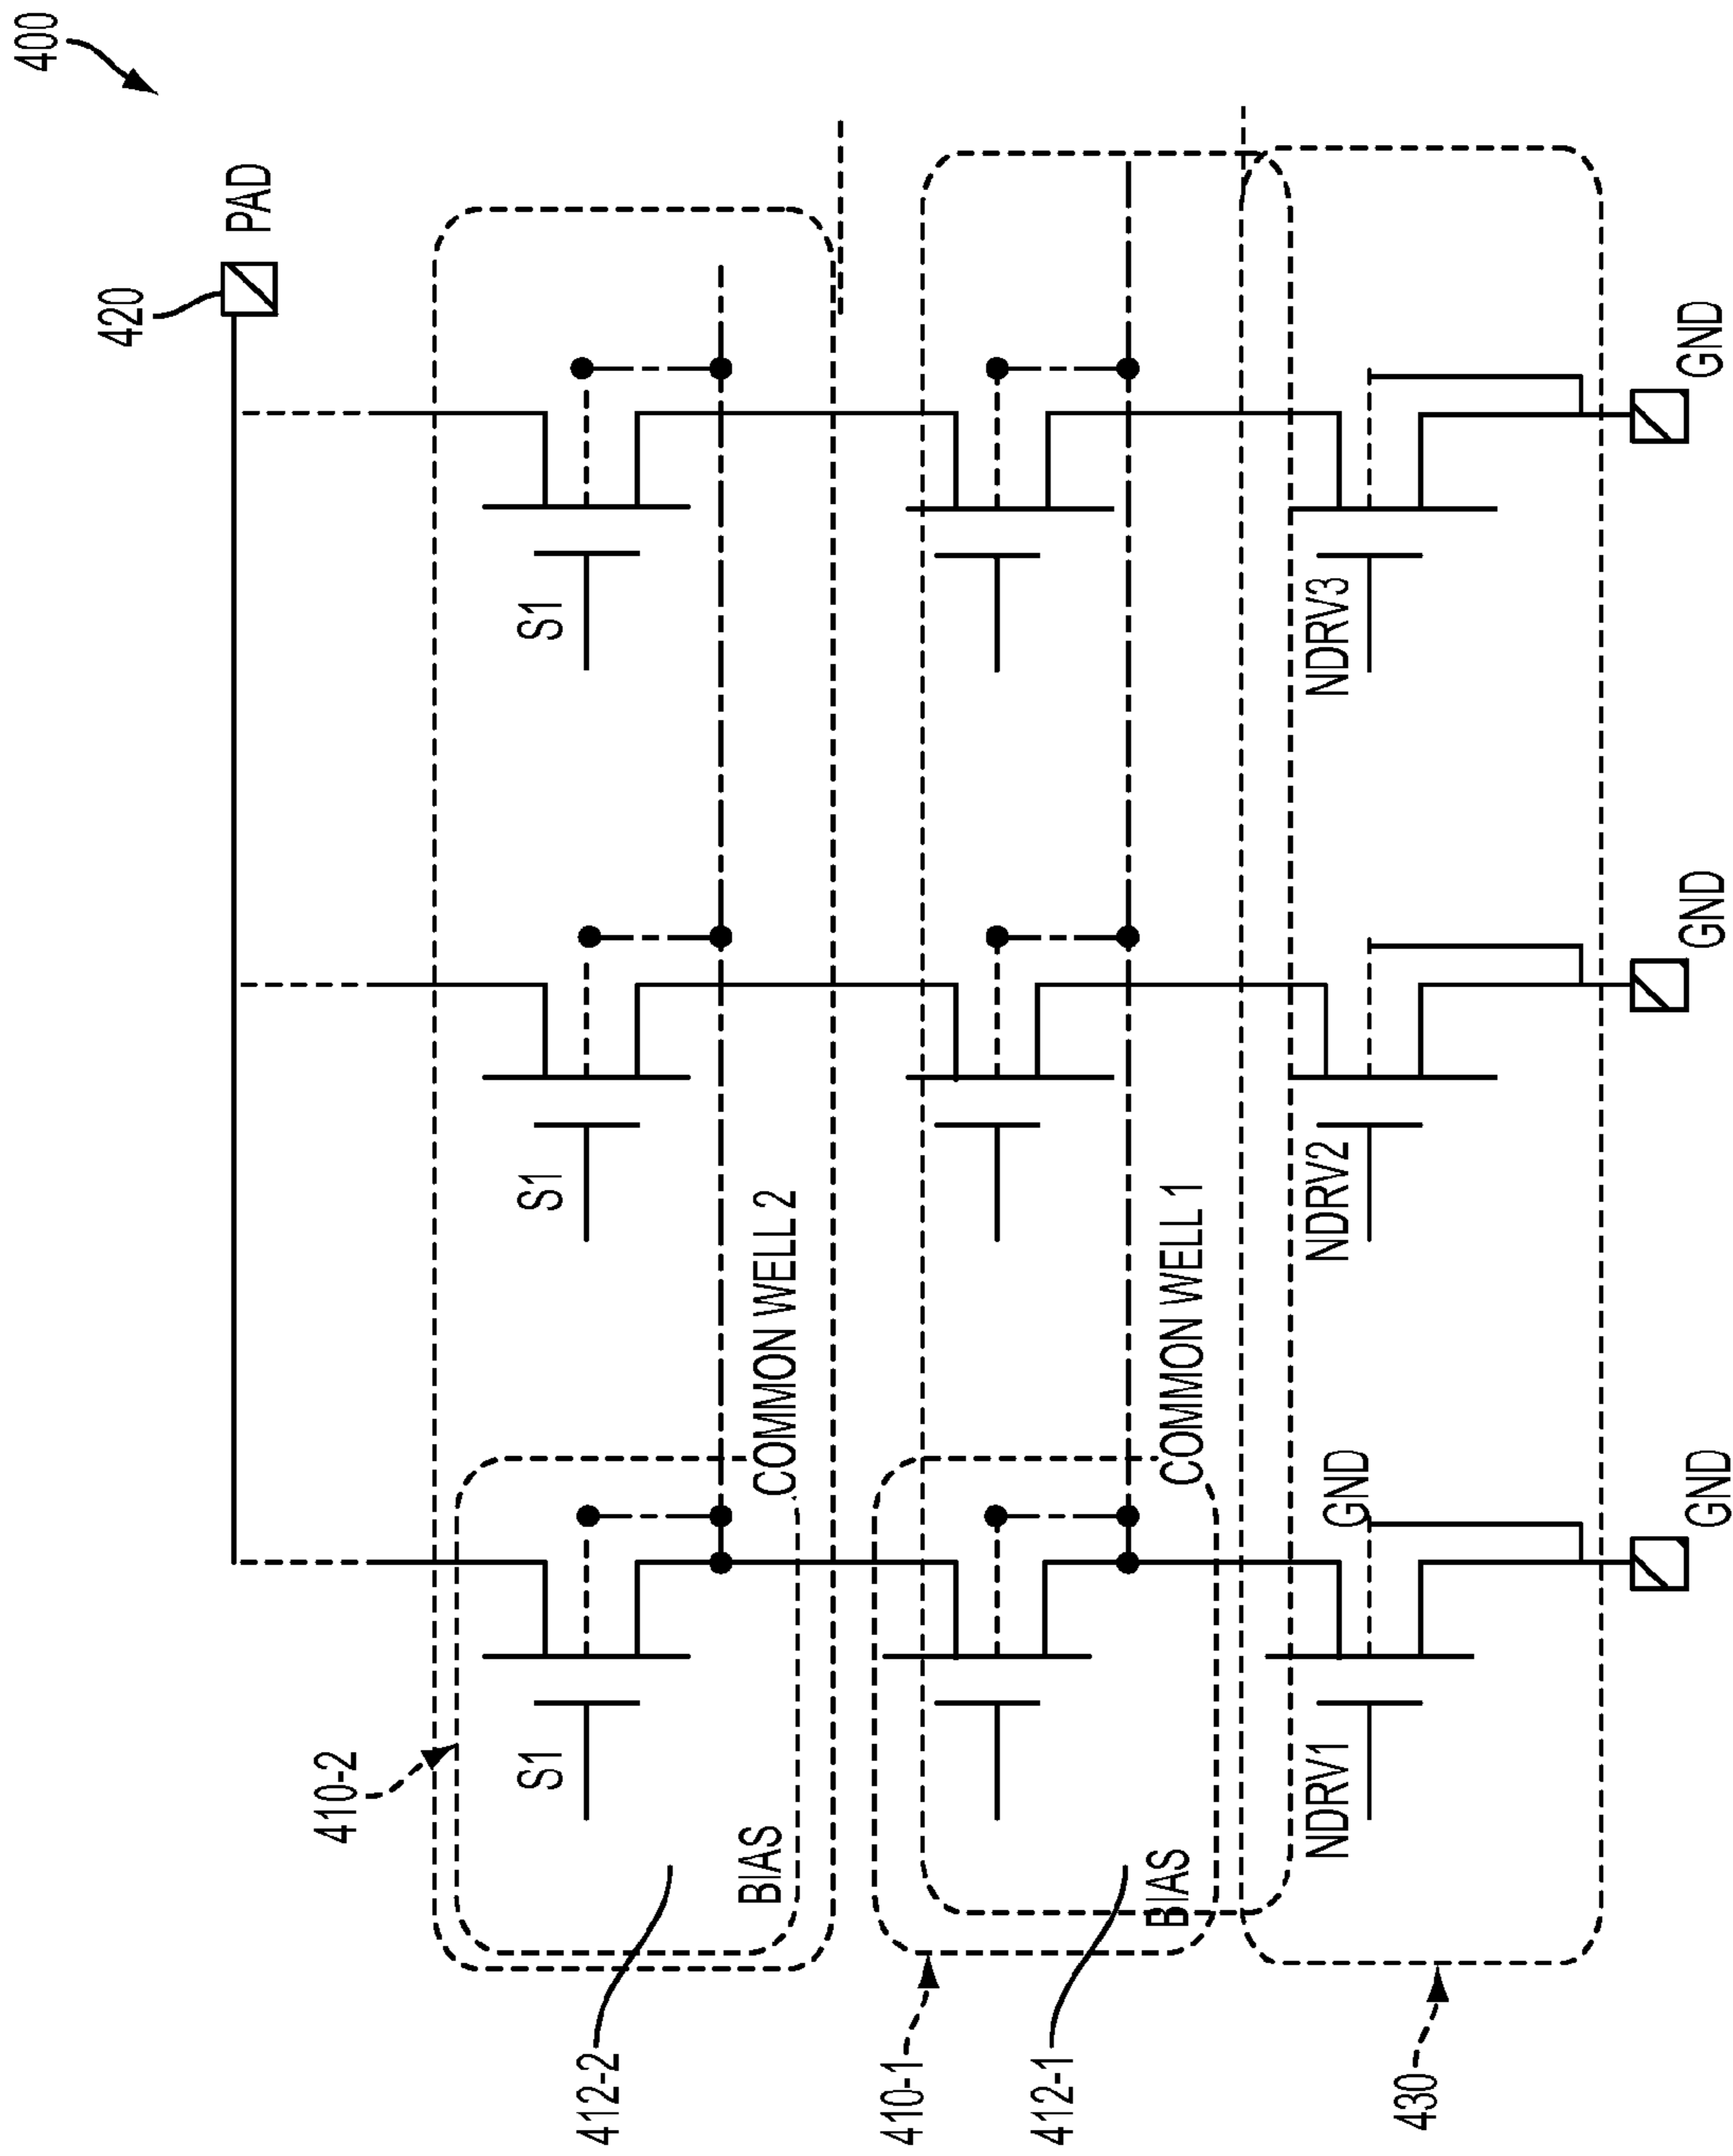 400
PAD
420
S1
S1
S1
410-2
COMMON WELL 2
BIAS
412-2
COMMON WELL 1
BIAS
410-1
412-1
NDRV3
NDRV2
NDRV1
GND
430
GND
GND
GND